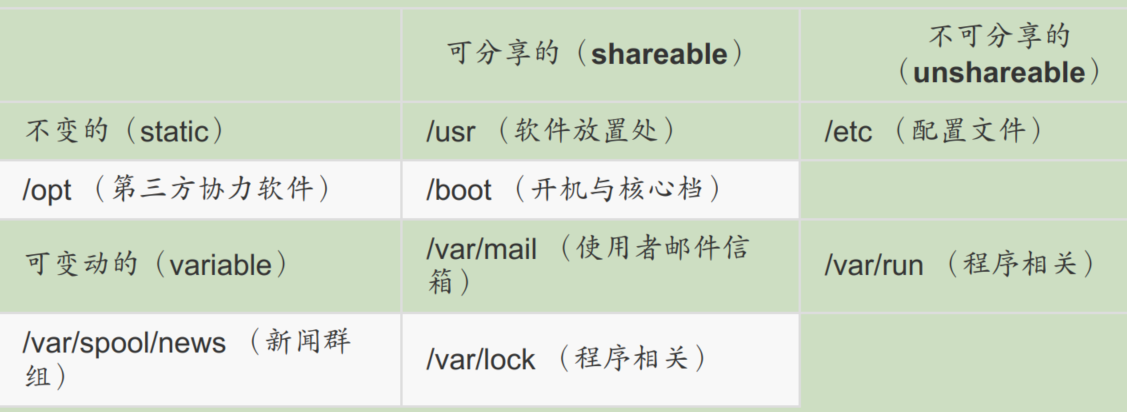 可分享的（shareable）
不可分享的
（unshareable）
不变的（static）
/usr （软件放置处）
/etc （配置文件）
/opt （第三方协力软件）
/boot （开机与核心档）
可变动的（variable）
/var/mail （使用者邮件信
箱）
/var/run （程序相关）
/var/spool/news （新闻群
组）
/var/lock （程序相关）